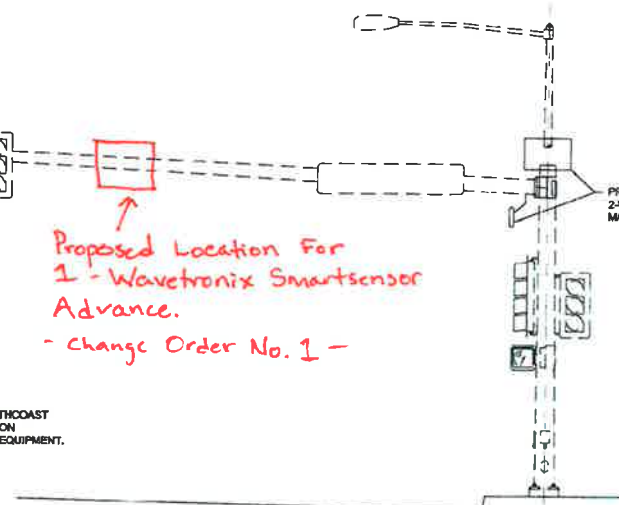 Proposed Location For
1 - Wavetronix Smartsensor
Advance.
- Change Order No. 1 -
THCOAST
ON
EQUIPMENT.